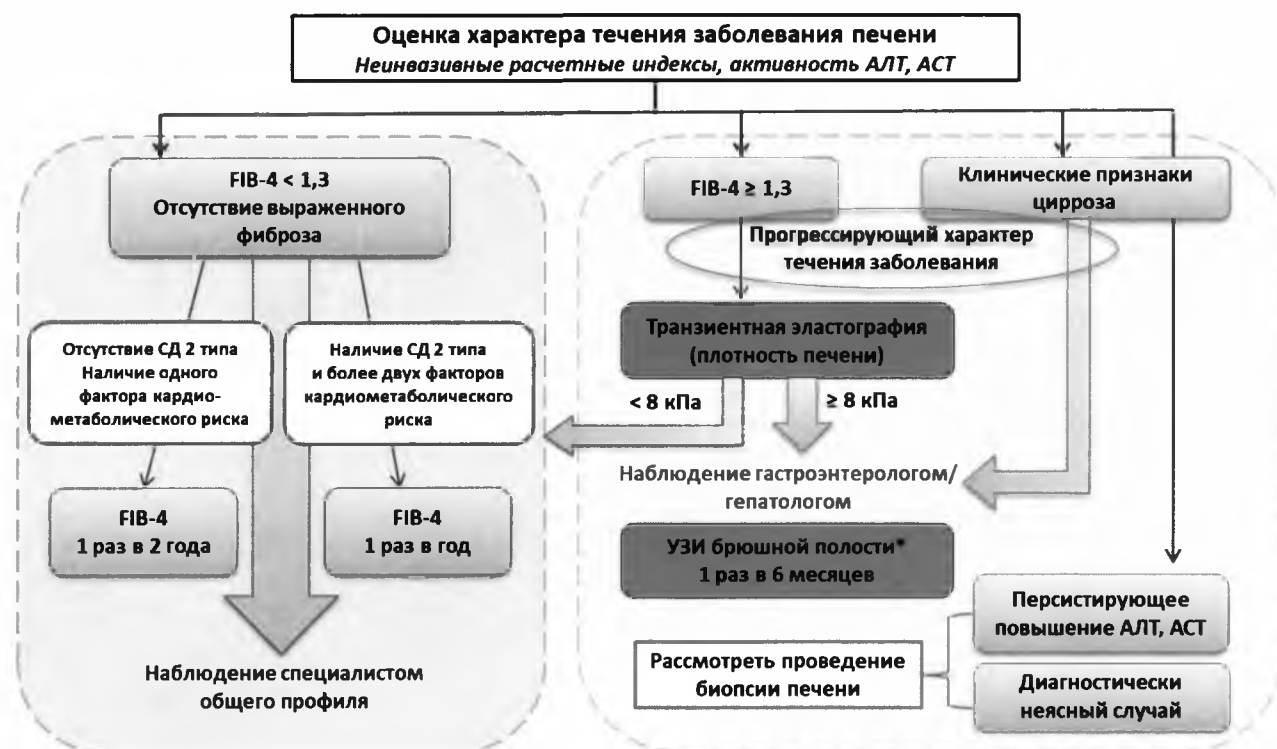 Оценка характера течения заболевания печени
Неинвазивные расчетные индексы, активность АЛТ, АСТ
FIB-4 < 1,3
Отсутствие выраженного
фиброза
FIB-4 ≥ 1,3
Клинические признаки
цирроза
Прогрессирующий характер
течения заболевания
Транзиентная эластография
(плотность печени)
Отсутствие СД 2 типа
Наличие одного
фактора кардио-
метаболического риска
Наличие СД 2 типа
и более двух факторов
кардиометаболического
риска
< 8 кПа
≥ 8 кПа
Наблюдение гастроэнтерологом/
гепатологом
FIB-4
1 раз в 2 года
FIB-4
1 раз в год
УЗИ брюшной полости*
1 раз в 6 месяцев
Персистирующее
повышение АЛТ, АСТ
Рассмотреть проведение
биопсии печени
Диагностически
неясный случай
Наблюдение специалистом
общего профиля